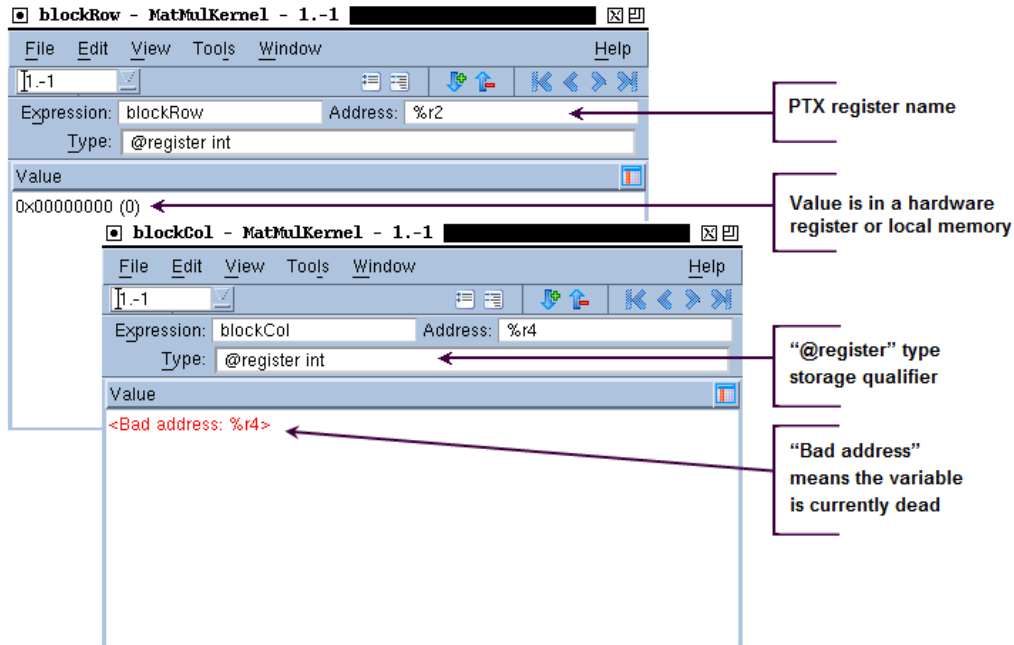 blockRow - MatMulKernel - 1.-1
File Edit View Tools Window Help
1.-1
Expression: blockRow Address: %r2
Type: @register int
Value
0x00000000 (0)
blockCol - MatMulKernel - 1.-1
File Edit View Tools Window Help
1.-1
Expression: blockCol Address: %r4
Type: @register int
Value
<Bad address: %r4>
PTX register name
Value is in a hardware
register or local memory
“@register” type
storage qualifier
“Bad address”
means the variable
is currently dead